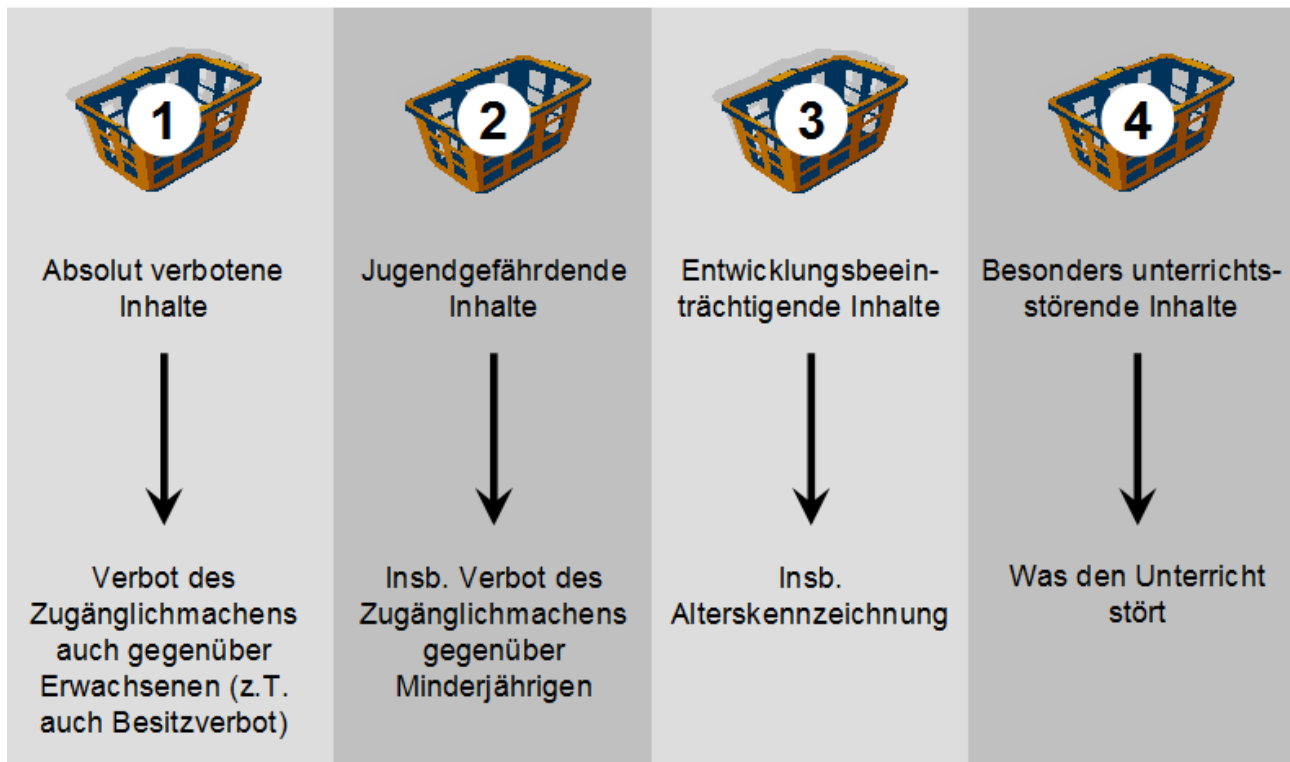 1
Absolut verbotene
Inhalte
Verbot des
Zugänglichmachens
auch gegenüber
Erwachsenen (z.T.
auch Besitzverbot)
2
Jugendgefährdende
Inhalte
Insb. Verbot des
Zugänglichmachens
gegenüber
Minderjährigen
3
Entwicklungsbeein-
trächtigende Inhalte
Insb.
Alterskennzeichnung
4
Besonders unterrichts-
störende Inhalte
Was den Unterricht
stört